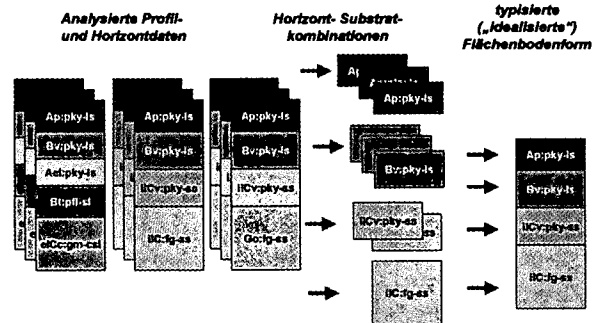 Analysierte Profil-
und Horizontdaten
Horizont- Substrat-
kombinationen
typisierte
(„idealisierte“)
Flächenbodenform
Ap:pky-ls
Bv:pky-ls
Ael:pky-ls
Bt:pfl-sl
elCc:gm-csl
Ap:pky-ls
Bv:pky-ls
IICv:pky-ss
IIC:fg-ss
Ap:pky-ls
Bv:pky-ls
IICv:pky-ss
Go:fg-ss
Ap:
Ap:pky-ls
Bv:pky-ls
IICv:pky-ss
IIC:fg-ss
Ap:pky-ls
Bv:pky-ls
IICv:pky-ss
IIC:fg-ss